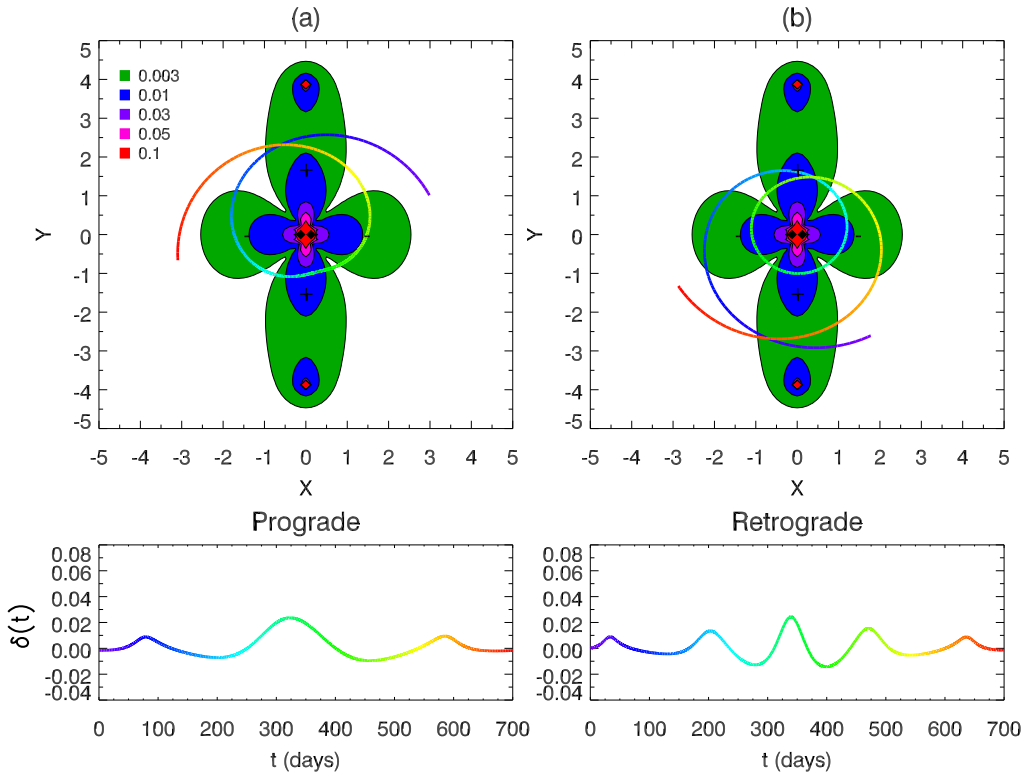 (a) (b)
5 5
4 0.003 4
0.01
3 0.03 3
0.05
2 0.1 2
1 1
Y 0 Y 0
-1 -1
-2 -2
-3 -3
-4 -4
-5 -5
-5 -4 -3 -2 -1 0 1 2 3 4 5 -5 -4 -3 -2 -1 0 1 2 3 4 5
X X
Prograde Retrograde
0.08 0.08
0.06 0.06
0.04 0.04
δ(t) 0.02 0.02
0.00 0.00
-0.02 -0.02
-0.04 -0.04
0 100 200 300 400 500 600 700 0 100 200 300 400 500 600 700
t (days) t (days)